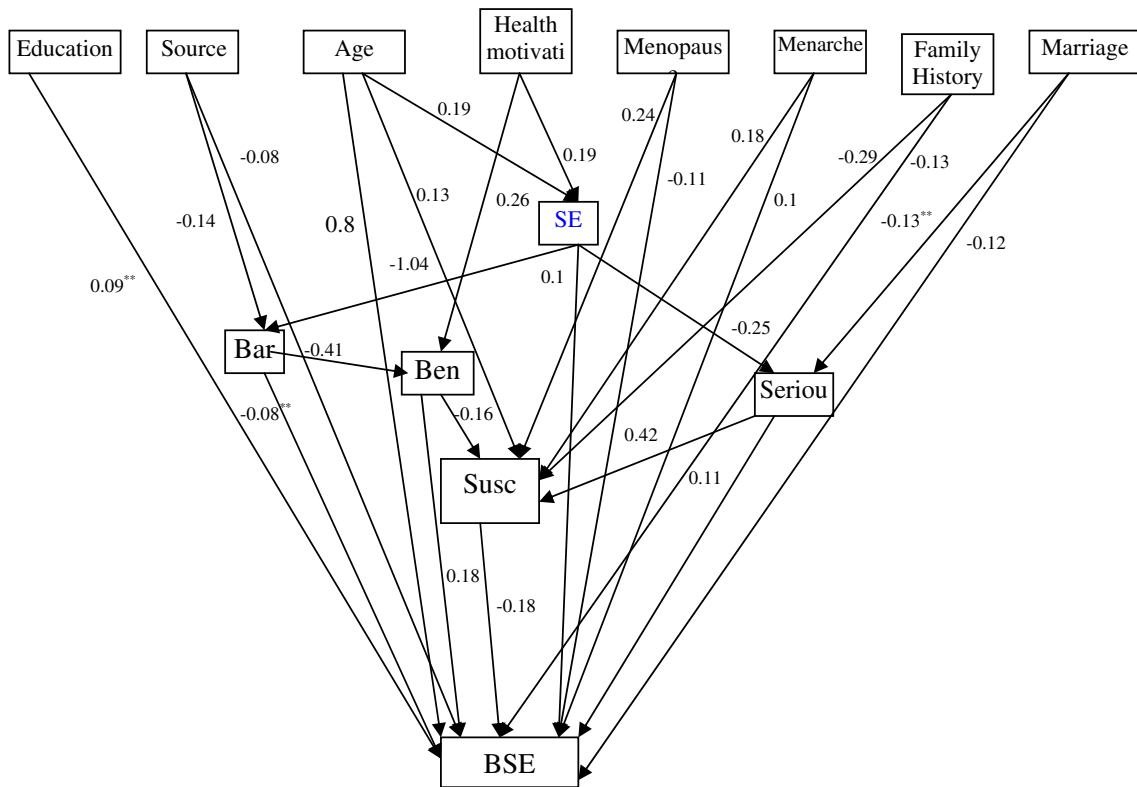 Education
Source
Age
Health
motivati
Menopaus
Menarche
Family
History
Marriage
0.19
0.24
0.18
-0.08
0.19
-0.29
-0.13
-0.11
0.13
0.26
0.1
-0.14
0.8
SE
-0.13**
-0.12
-1.04
0.1
0.09**
-0.25
Bar
-0.41
Ben
Seriou
-0.08**
-0.16
0.42
Susc
0.11
0.18
-0.18
BSE